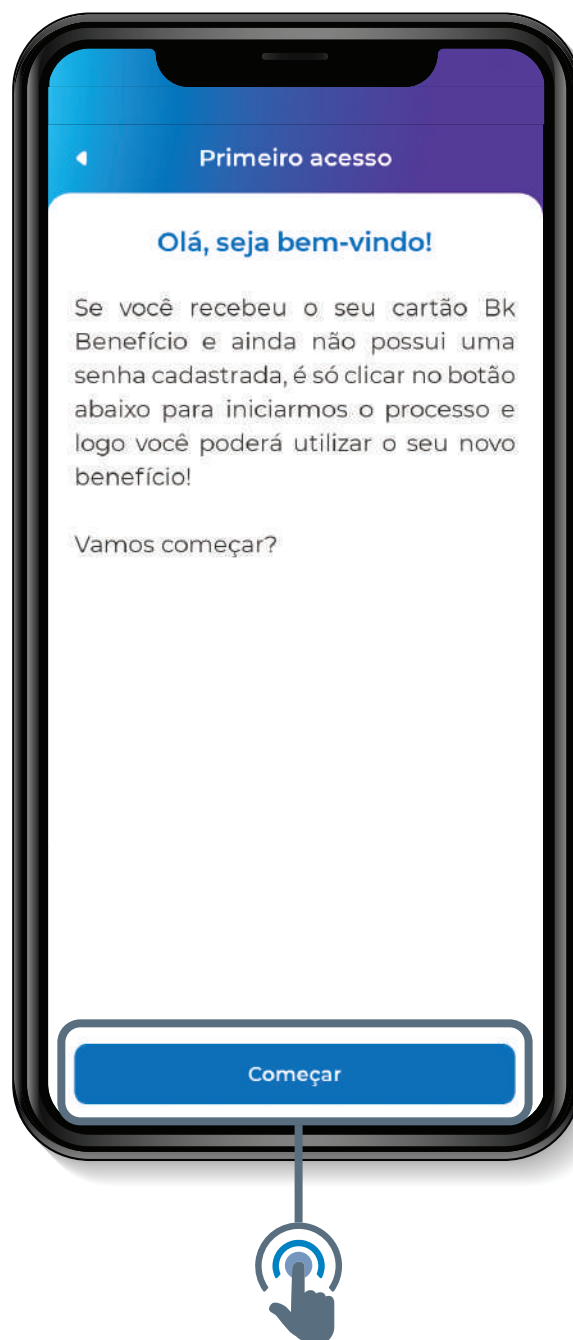 Primeiro acesso
Olá, seja bem-vindo!
Se você recebeu o seu cartão Bk
Benefício e ainda não possui uma
senha cadastrada, é só clicar no botão
abaixo para iniciarmos o processo e
logo você poderá utilizar o seu novo
benefício!
Vamos começar?
Começar